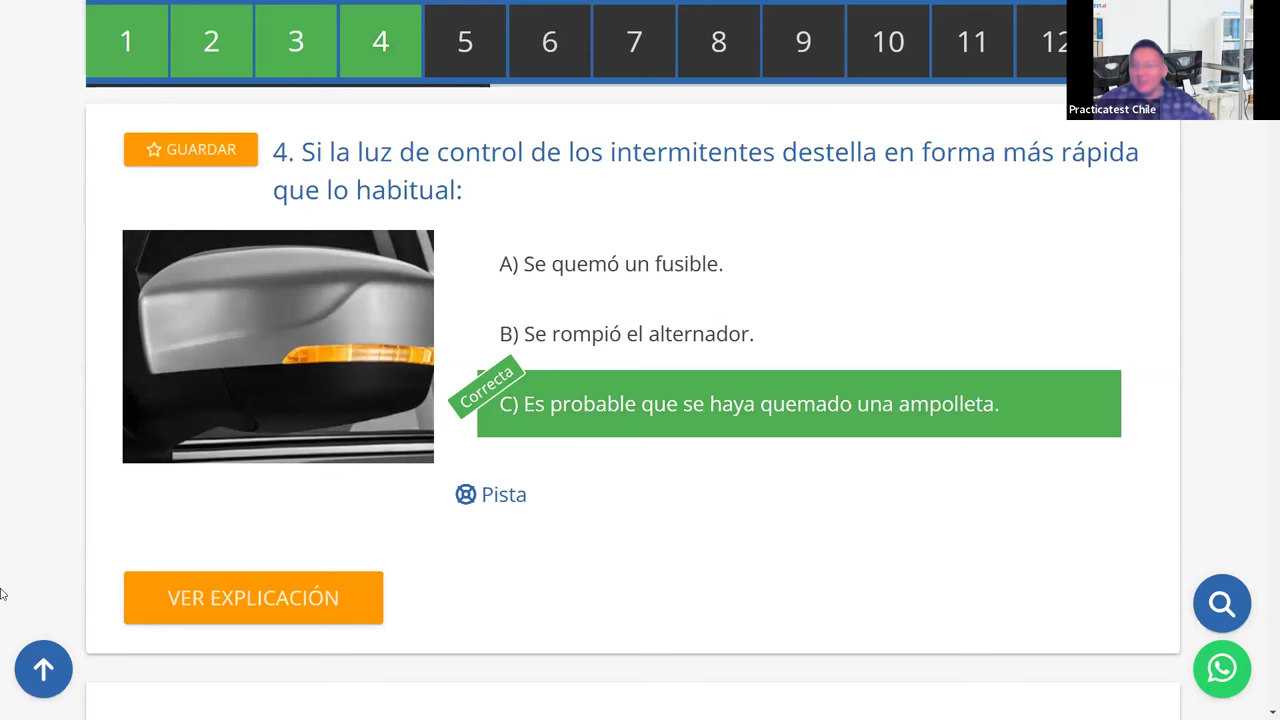 1 2 3 4 5 6 7 8 9 10 11 12
Practicatest Chile
GUARDAR
4. Si la luz de control de los intermitentes destella en forma más rápida
que lo habitual:
A) Se quemó un fusible.
B) Se rompió el alternador.
Correcta
C) Es probable que se haya quemado una ampolleta.
Pista
VER EXPLICACIÓN